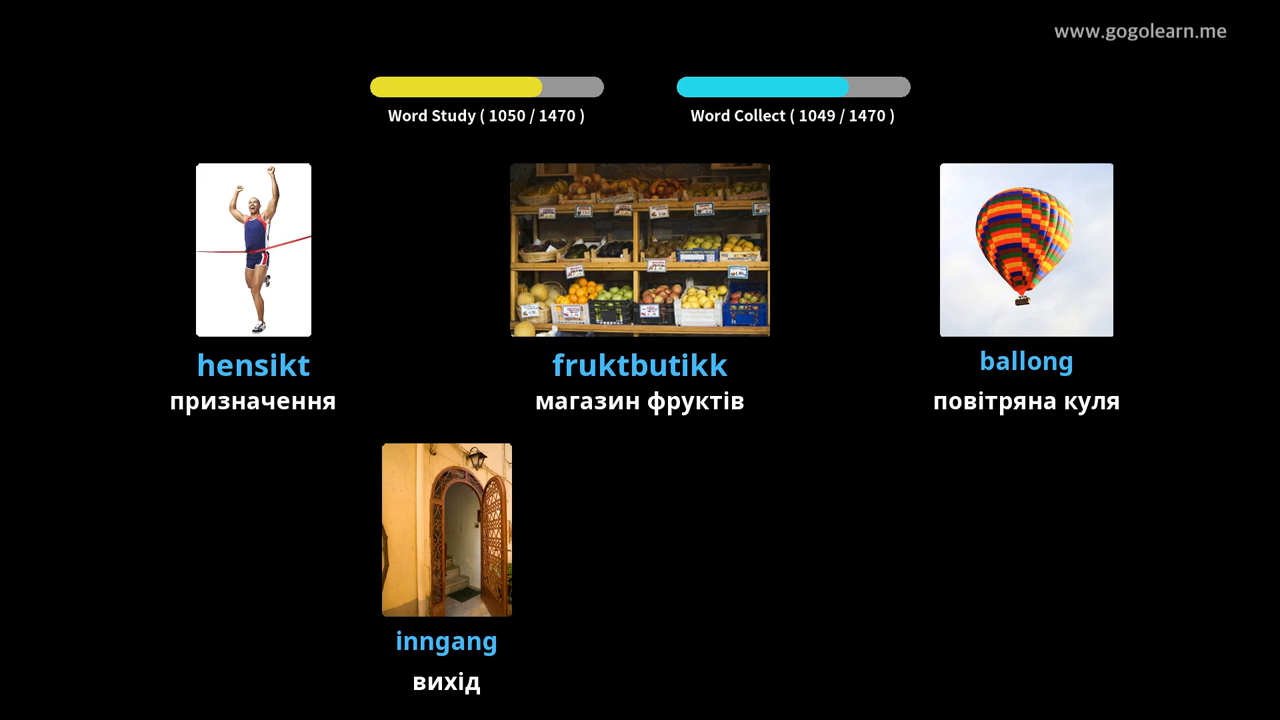 www.gogolearn.me
Word Study ( 1050 / 1470 )
Word Collect ( 1049 / 1470 )
hensikt
призначення
fruktbutikk
магазин фруктів
ballong
повітряна куля
inngang
вихід